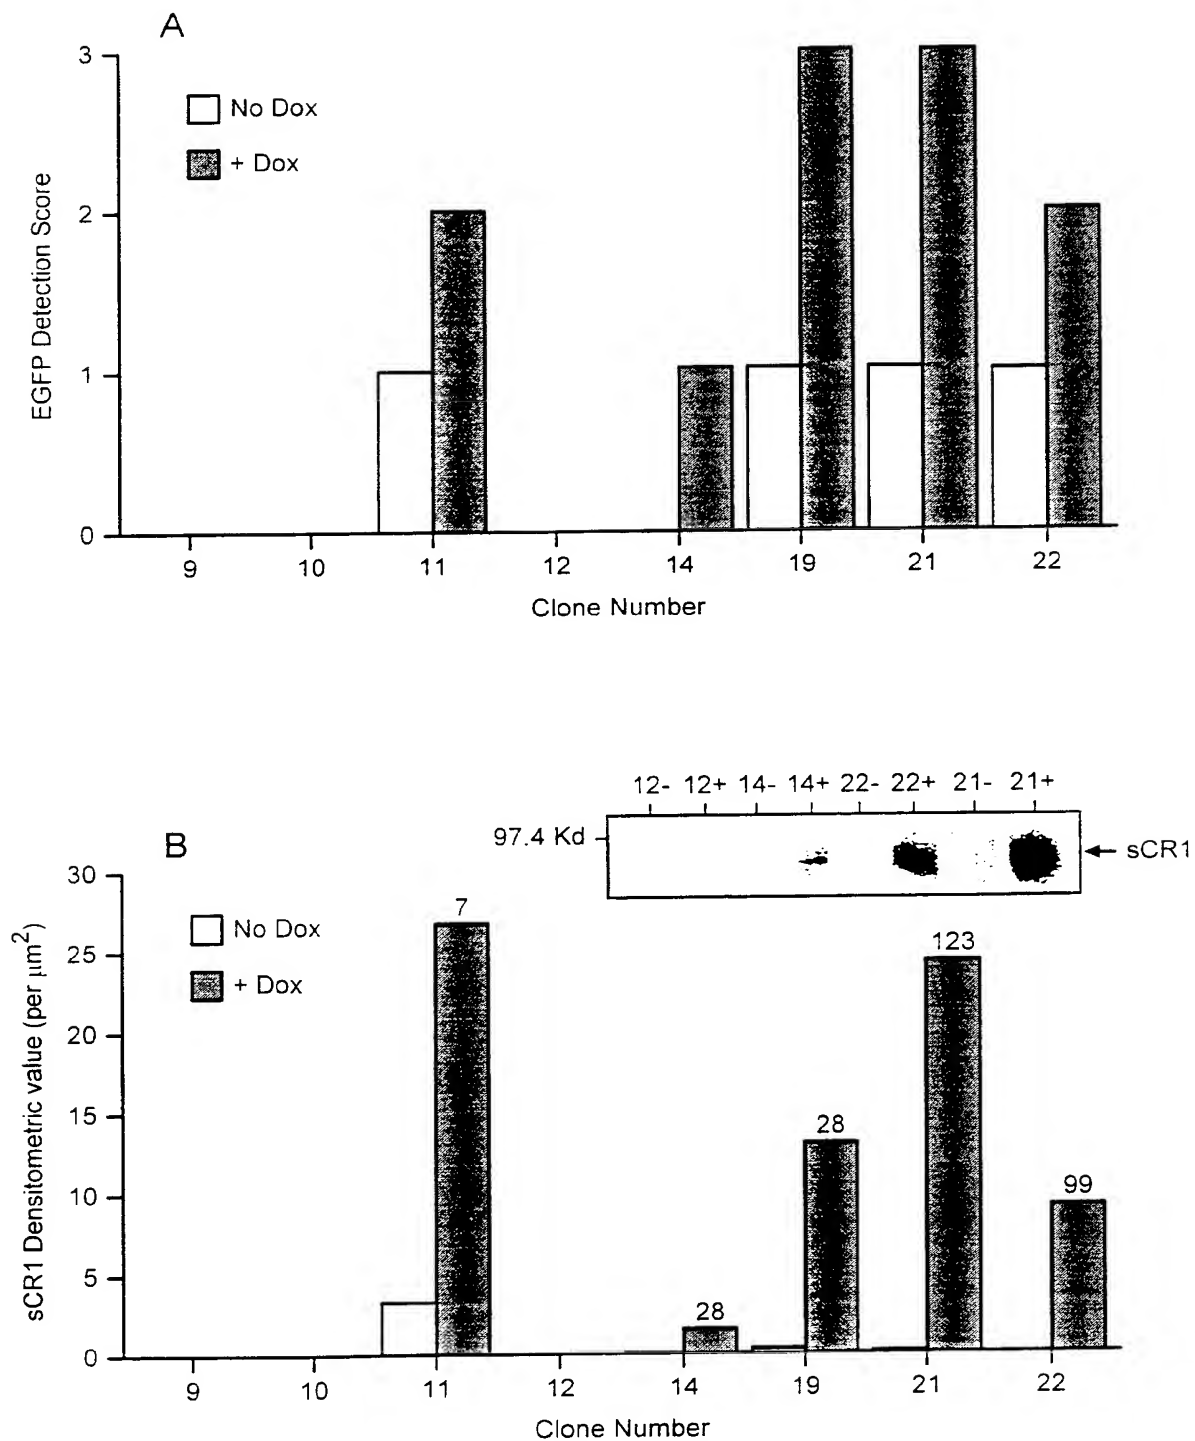 A
3
2
1
0
EGFP Detection Score
No Dox
+ Dox
9 10 11 12 14 19 21 22
Clone Number
12- 12+ 14- 14+ 22- 22+ 21- 21+
97.4 Kd
sCR1
B
30
25
20
15
10
5
0
sCR1 Densitometric value (per μm²)
No Dox
+ Dox
7
28
28
123
99
9 10 11 12 14 19 21 22
Clone Number